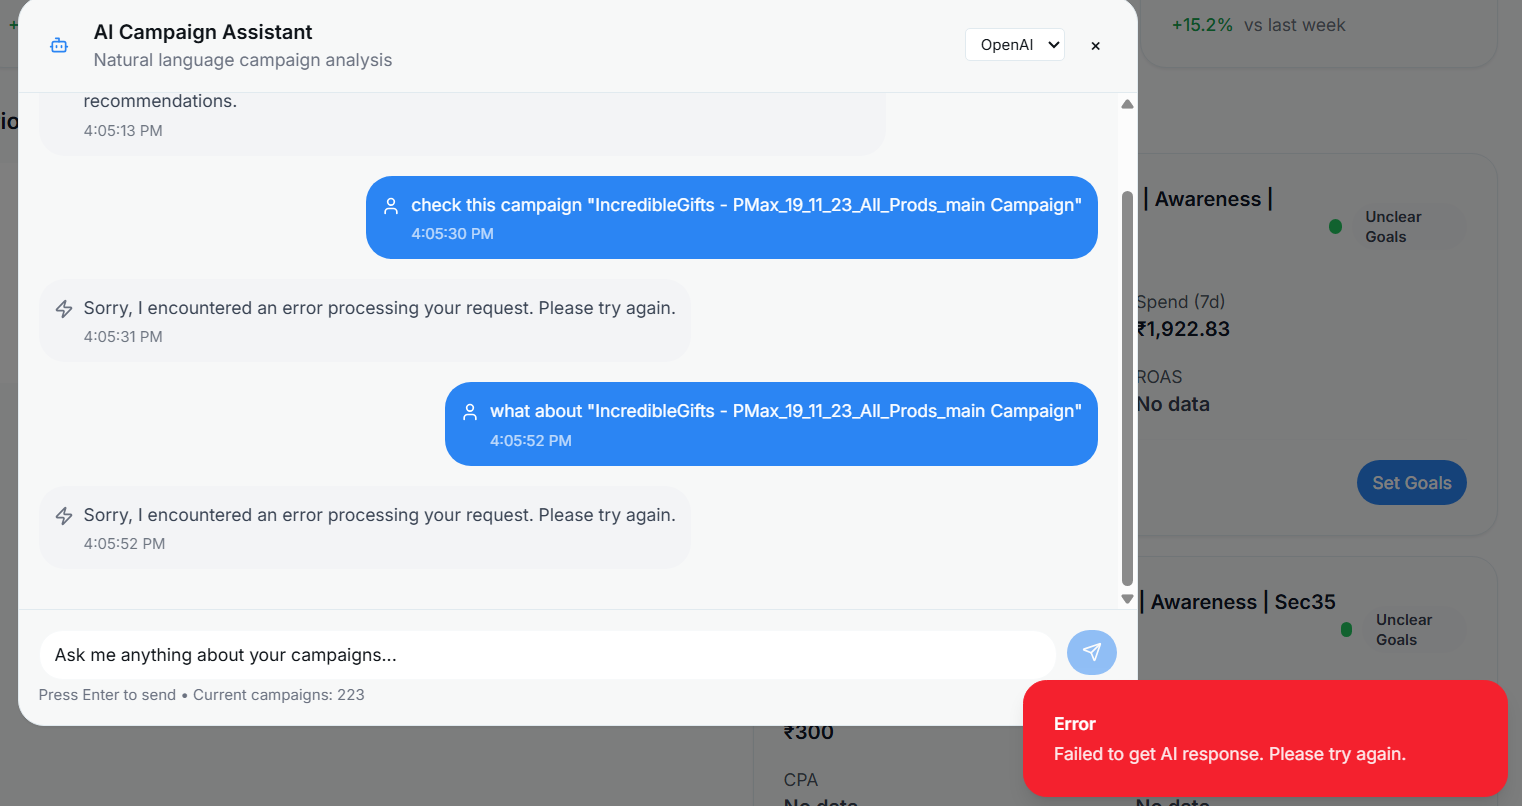 AI Campaign Assistant
Natural language campaign analysis
OpenAI
×
+15.2% vs last week
recommendations.
4:05:13 PM
check this campaign "IncredibleGifts - PMax_19_11_23_All_Prods_main Campaign"
4:05:30 PM
Sorry, I encountered an error processing your request. Please try again.
4:05:31 PM
what about "IncredibleGifts - PMax_19_11_23_All_Prods_main Campaign"
4:05:52 PM
Sorry, I encountered an error processing your request. Please try again.
4:05:52 PM
Ask me anything about your campaigns...
Press Enter to send • Current campaigns: 223
| Awareness |
Unclear
Goals
Spend (7d)
₹1,922.83
ROAS
No data
Set Goals
| Awareness | Sec35
Unclear
Goals
₹300
CPA
No data
No data
Error
Failed to get AI response. Please try again.